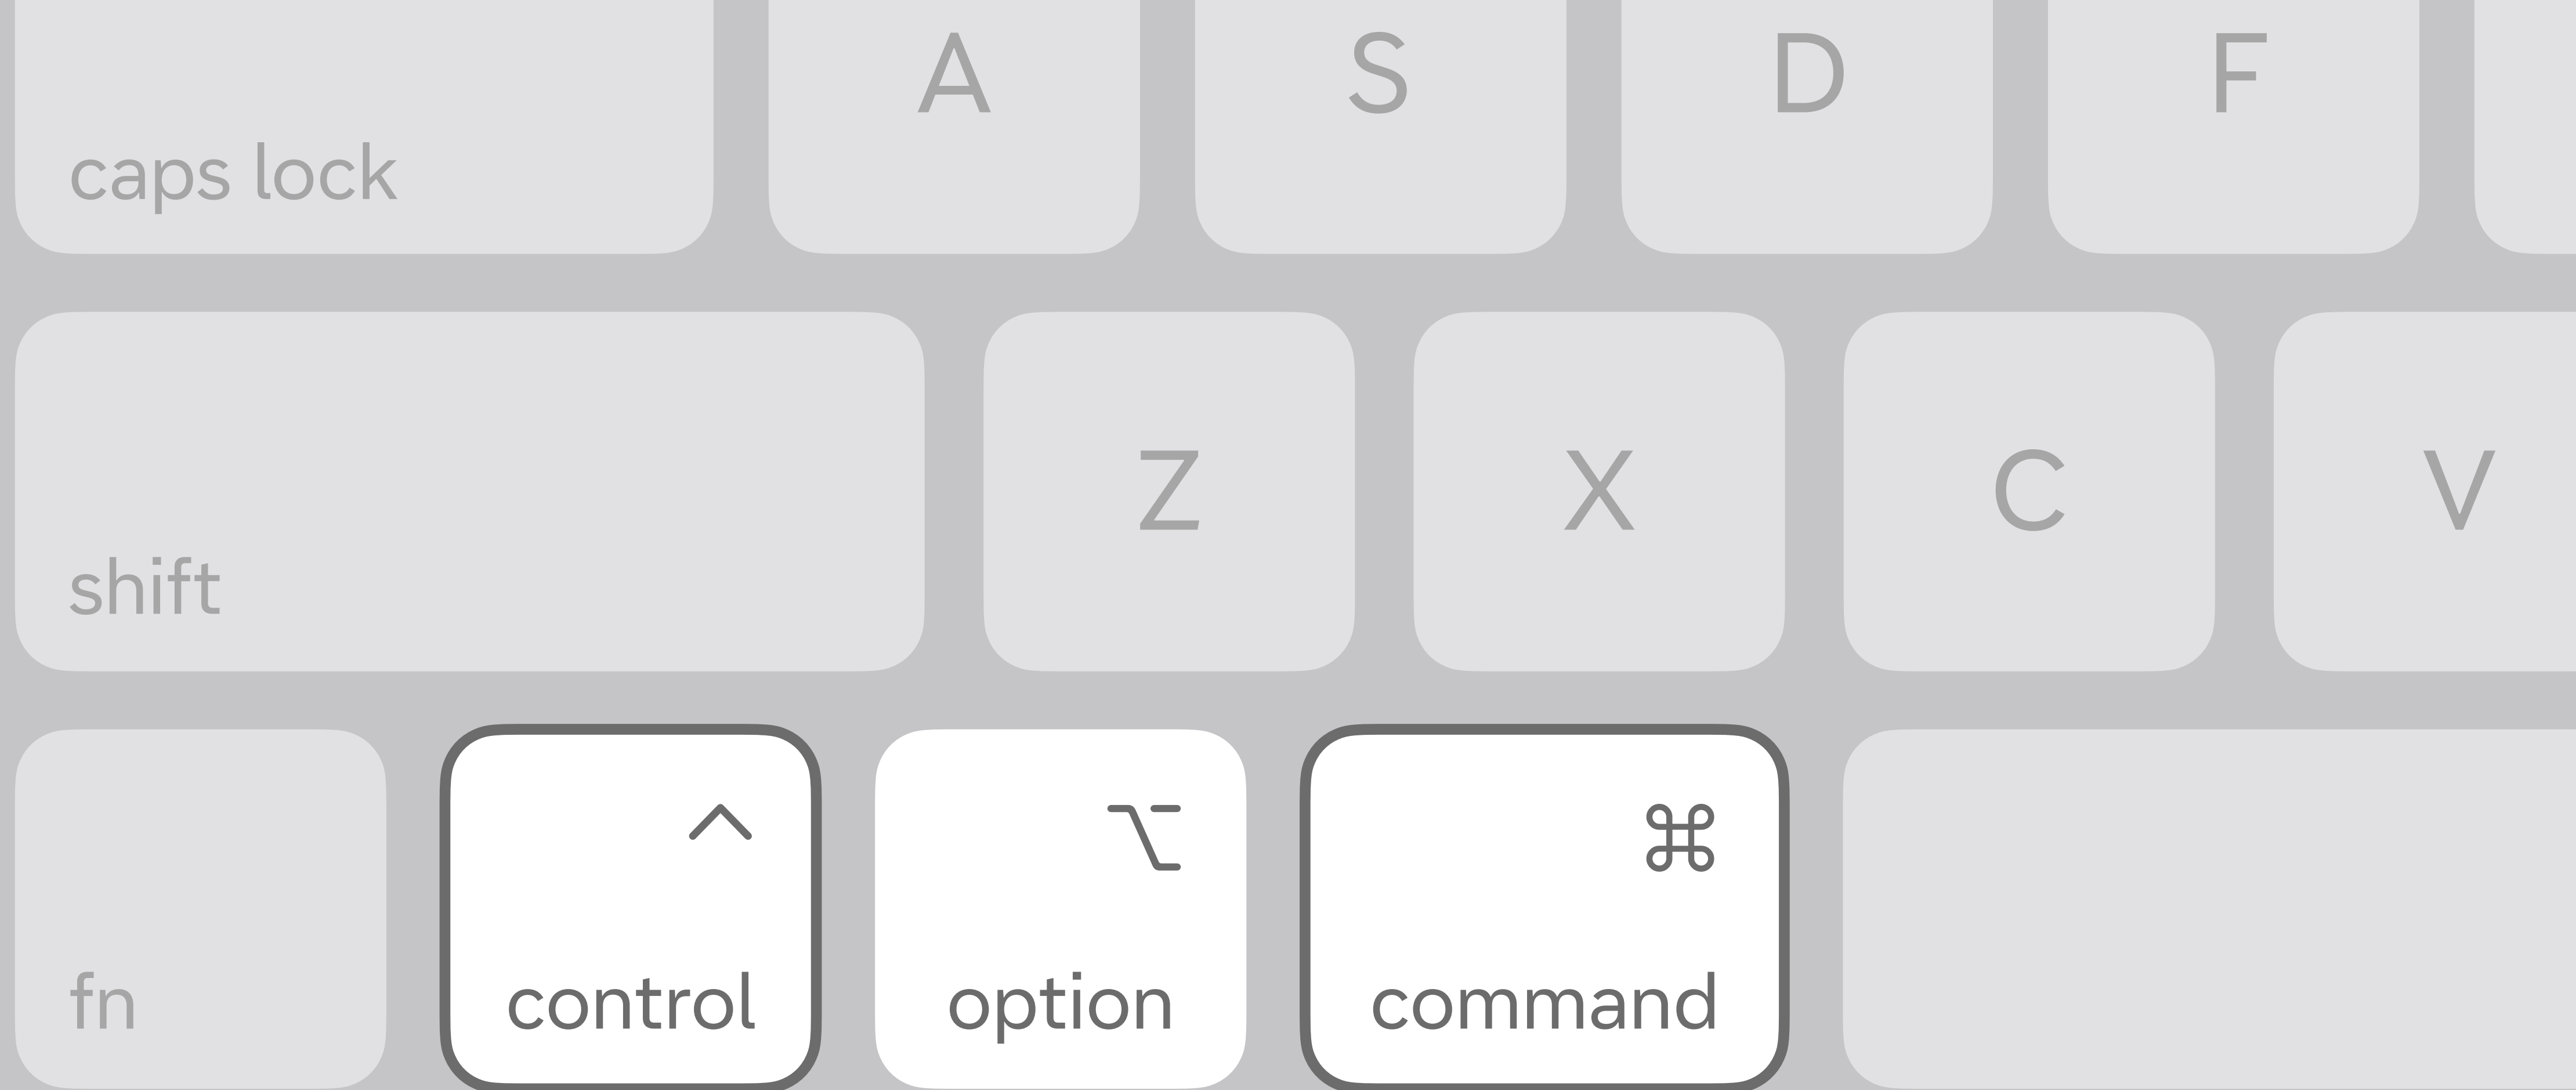 A S D F
caps lock
Z X C V
shift
^ ⌥ ⌘
fn control option command